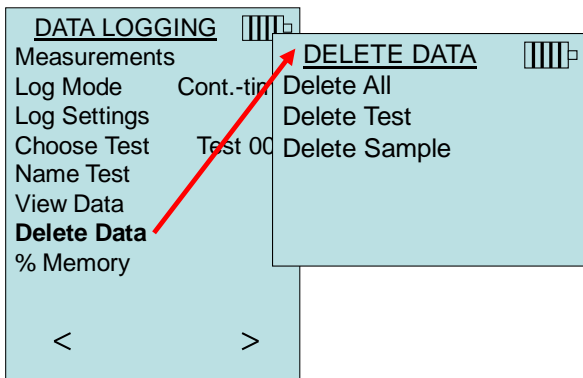 DATA LOGGING
Measurements
Log Mode Cont.-tim
Log Settings
Choose Test Test 00
Name Test
View Data
Delete Data
% Memory
< >
DELETE DATA
Delete All
Delete Test
Delete Sample